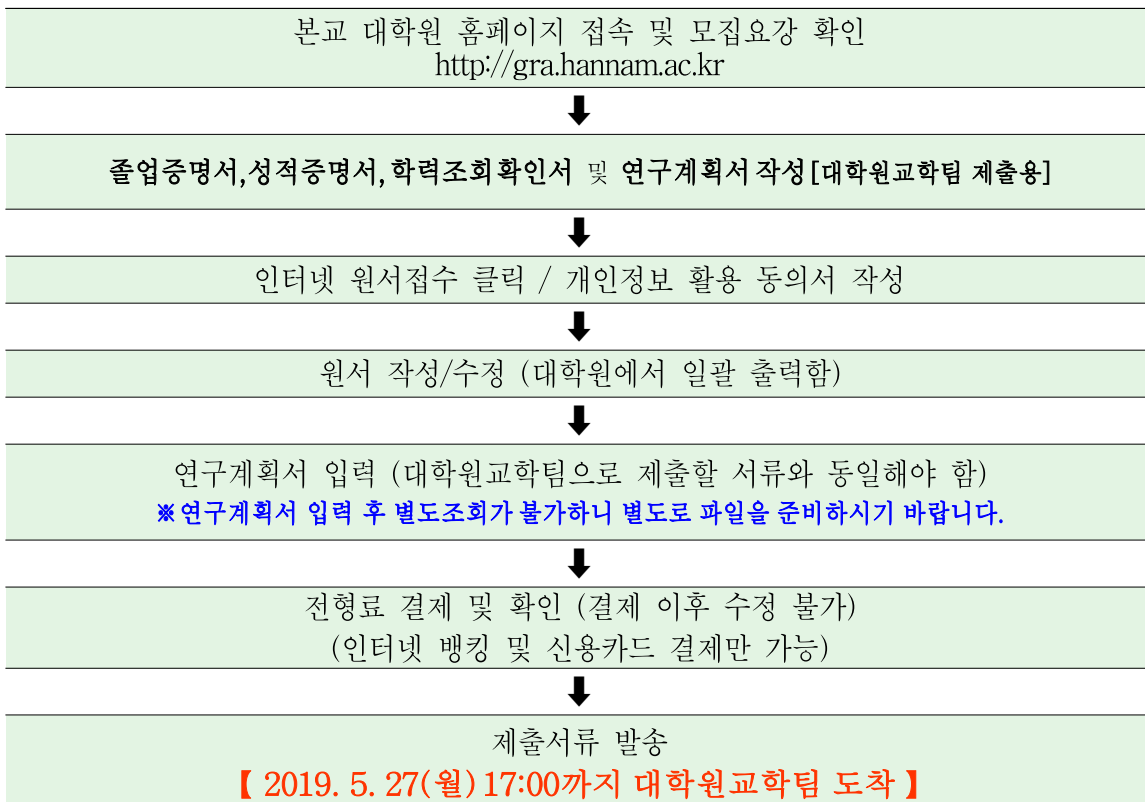 본교 대학원 홈페이지 접속 및 모집요강 확인
http://gra.hannam.ac.kr
졸업증명서,성적증명서,학력조회확인서 및 연구계획서 작성[대학원교학팀 제출용]
인터넷 원서접수 클릭 / 개인정보 활용 동의서 작성
원서 작성/수정 (대학원에서 일괄 출력함)
연구계획서 입력 (대학원교학팀으로 제출할 서류와 동일해야 함)
※연구계획서 입력 후 별도조회가 불가하니 별도로 파일을 준비하시기 바랍니다.
전형료 결제 및 확인 (결제 이후 수정 불가)
(인터넷 뱅킹 및 신용카드 결제만 가능)
제출서류 발송
【 2019. 5. 27(월) 17:00까지 대학원교학팀 도착 】